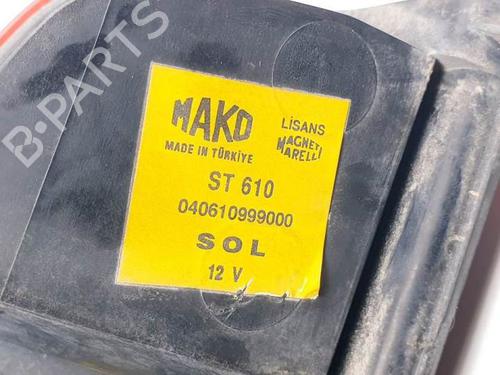 B-PARTS
MAKO
MADE IN TÜRKİYE
LİSANS
MAGNETI
MARELLI
ST 610
040610999000
SOL
12 V